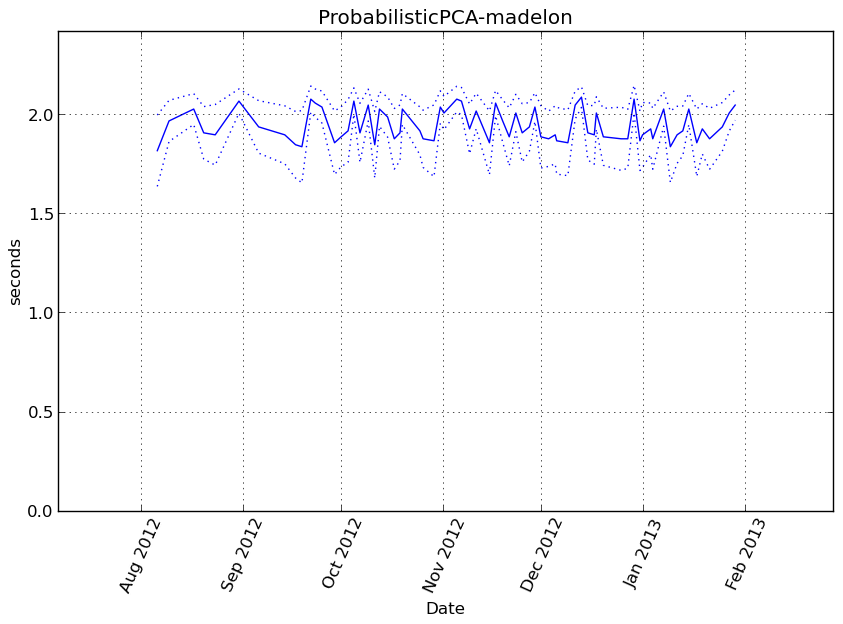 ProbabilisticPCA-madelon
2.0
1.5
1.0
0.5
0.0
seconds
Aug 2012
Sep 2012
Oct 2012
Nov 2012
Dec 2012
Jan 2013
Feb 2013
Date